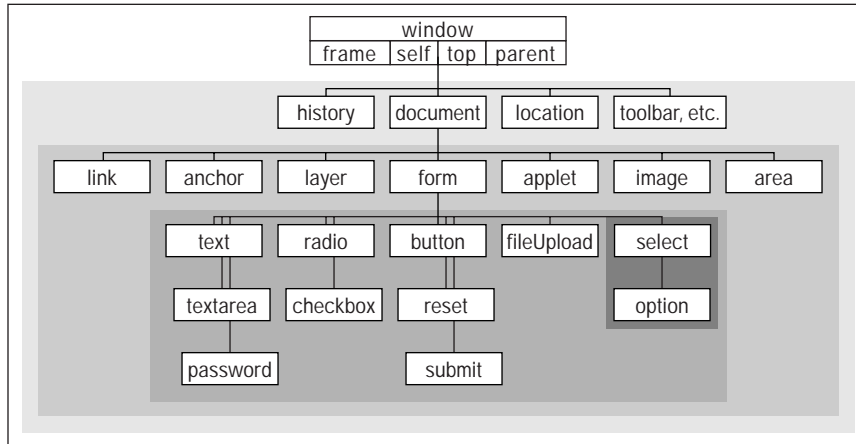 window
frame self top parent
history document location toolbar, etc.
link anchor layer form applet image area
text radio button fileUpload select
textarea checkbox reset option
password submit